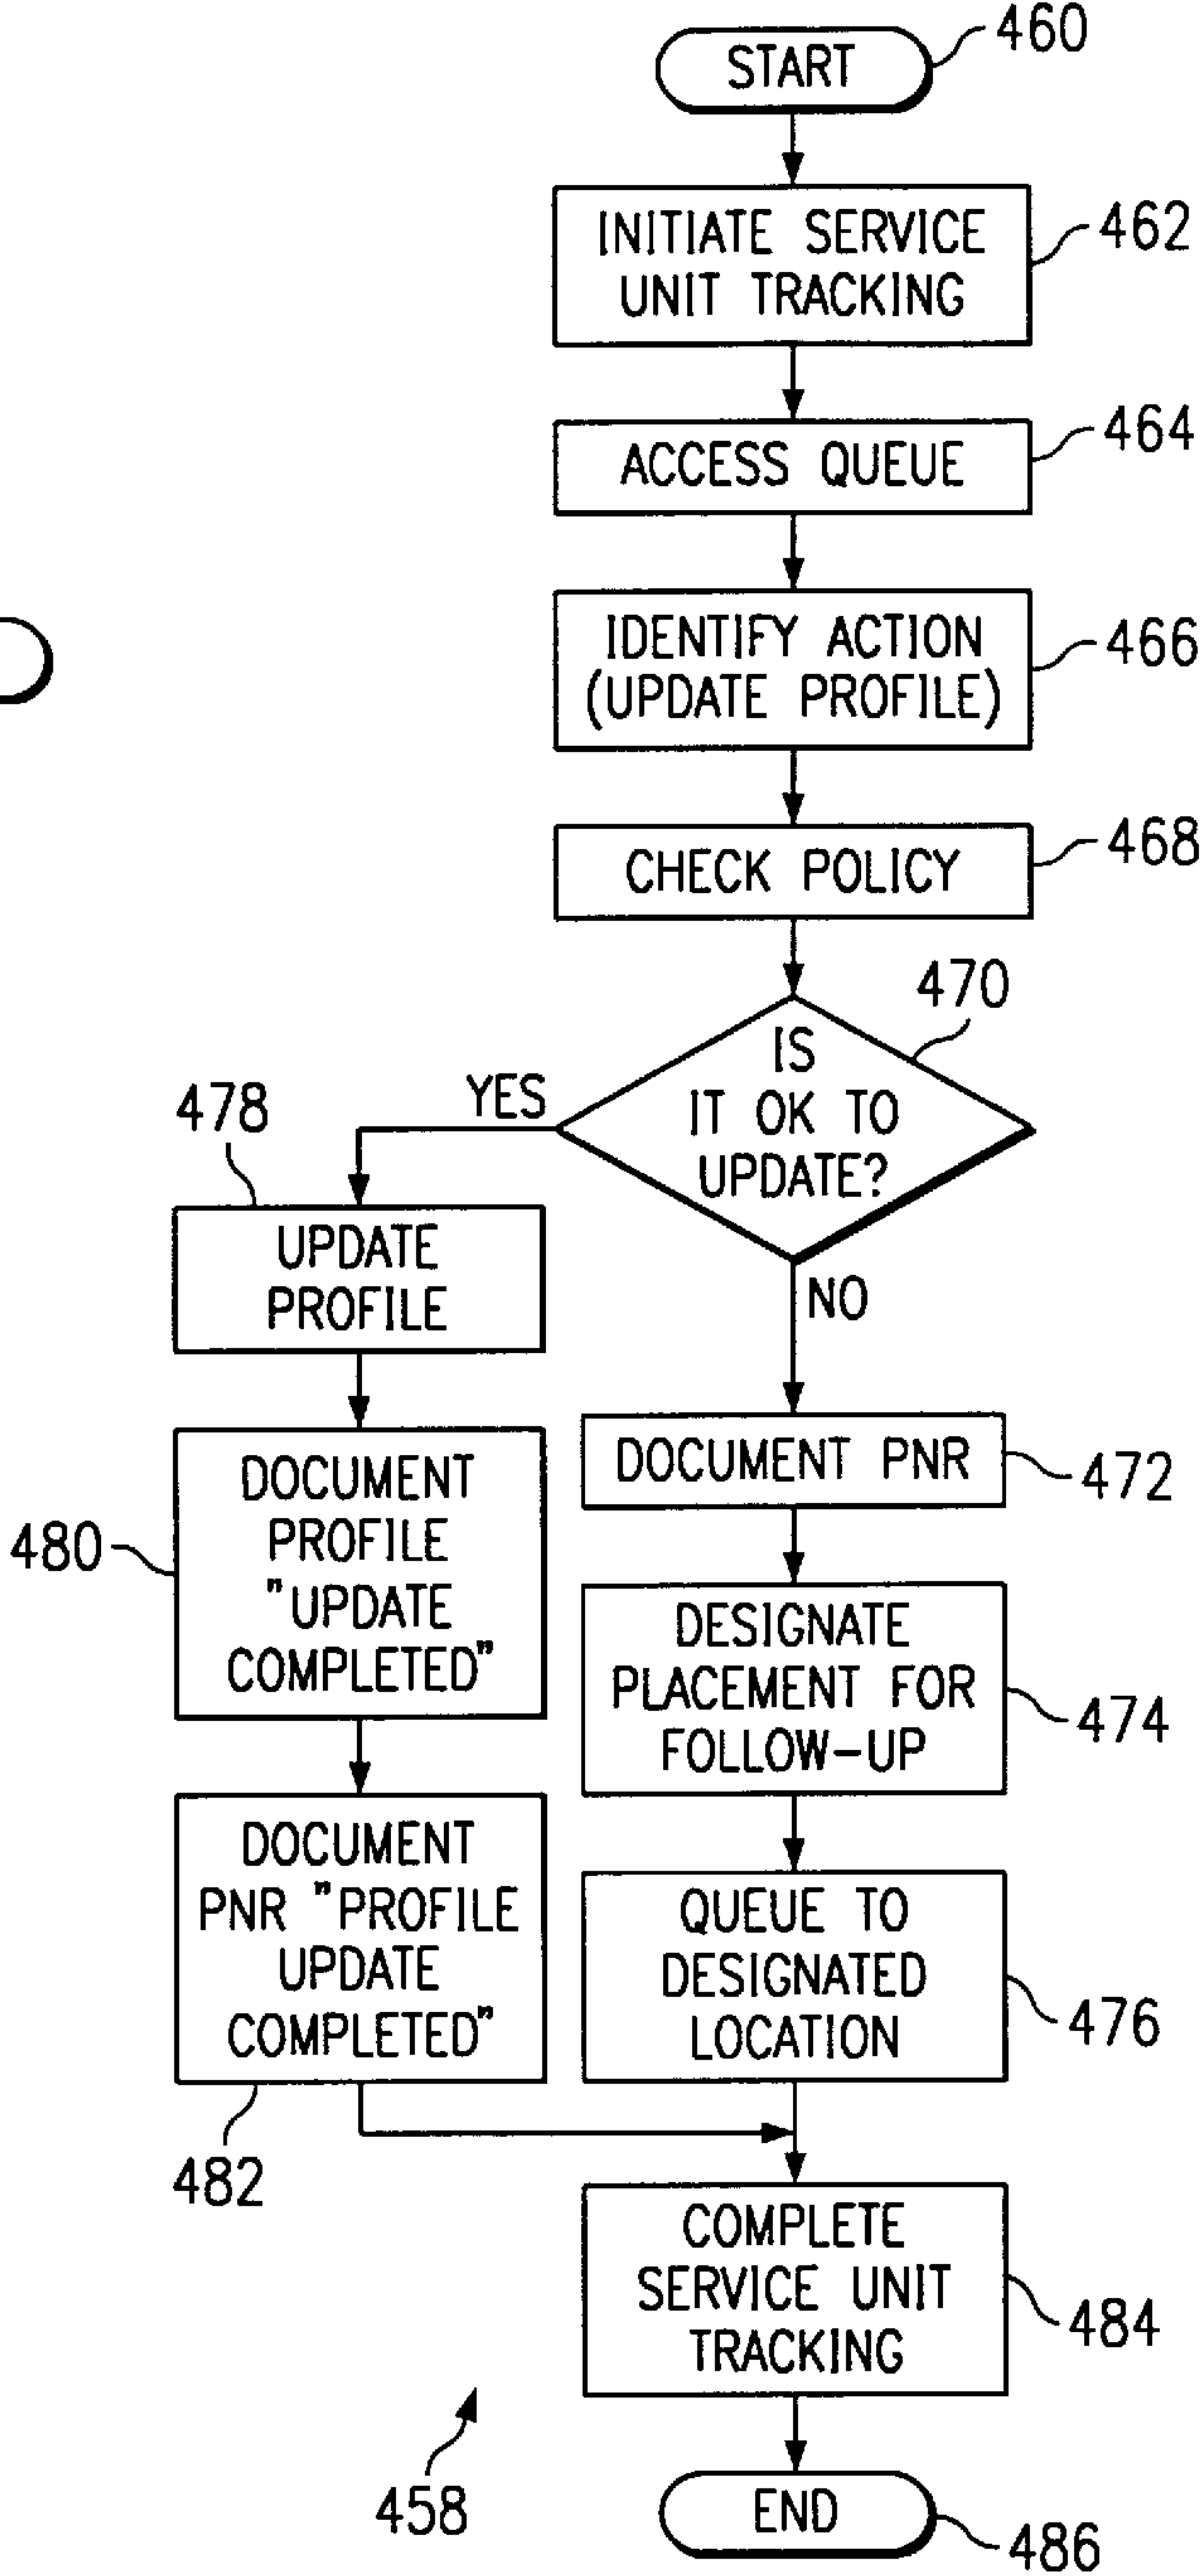 START
460
INITIATE SERVICE
UNIT TRACKING
462
ACCESS QUEUE
464
IDENTIFY ACTION
(UPDATE PROFILE)
466
CHECK POLICY
468
470
IS
IT OK TO
UPDATE?
YES
NO
478
UPDATE
PROFILE
480
DOCUMENT
PROFILE
"UPDATE
COMPLETED"
DOCUMENT
PNR "PROFILE
UPDATE
COMPLETED"
482
DOCUMENT PNR
472
DESIGNATE
PLACEMENT FOR
FOLLOW-UP
474
QUEUE TO
DESIGNATED
LOCATION
476
COMPLETE
SERVICE UNIT
TRACKING
484
458
END
486